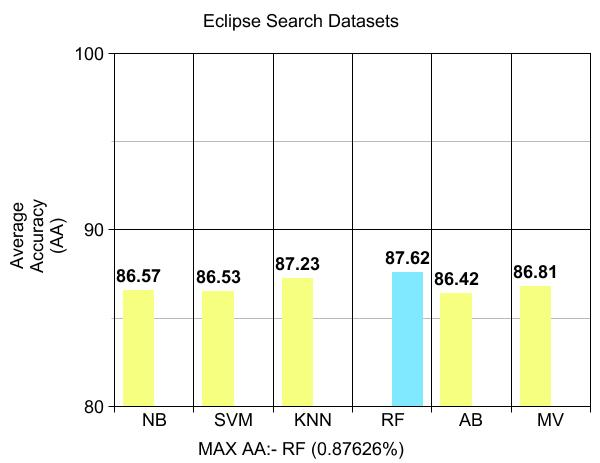 Eclipse Search Datasets
100
90
80
Average
Accuracy
(AA)
86.57
86.53
87.23
87.62
86.42
86.81
NB
SVM
KNN
RF
AB
MV
MAX AA:- RF (0.87626%)